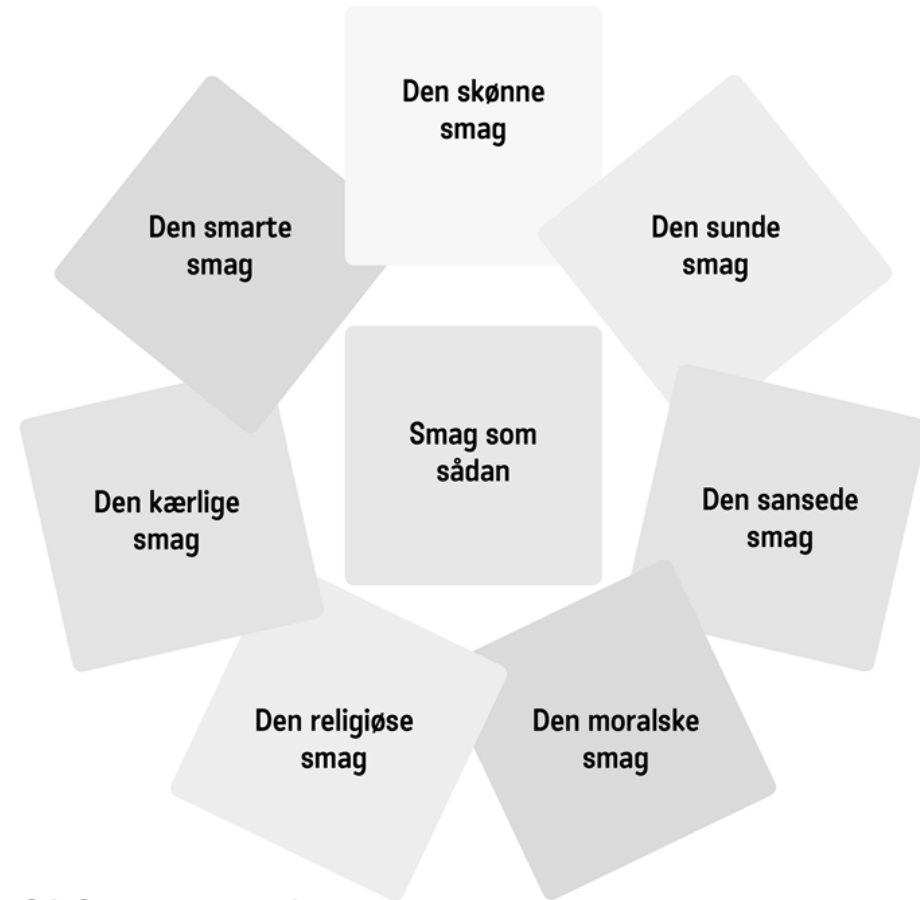 Den skønne
smag
Den smarte
smag
Den sunde
smag
Smag som
sådan
Den kærlige
smag
Den sansede
smag
Den religiøse
smag
Den moralske
smag